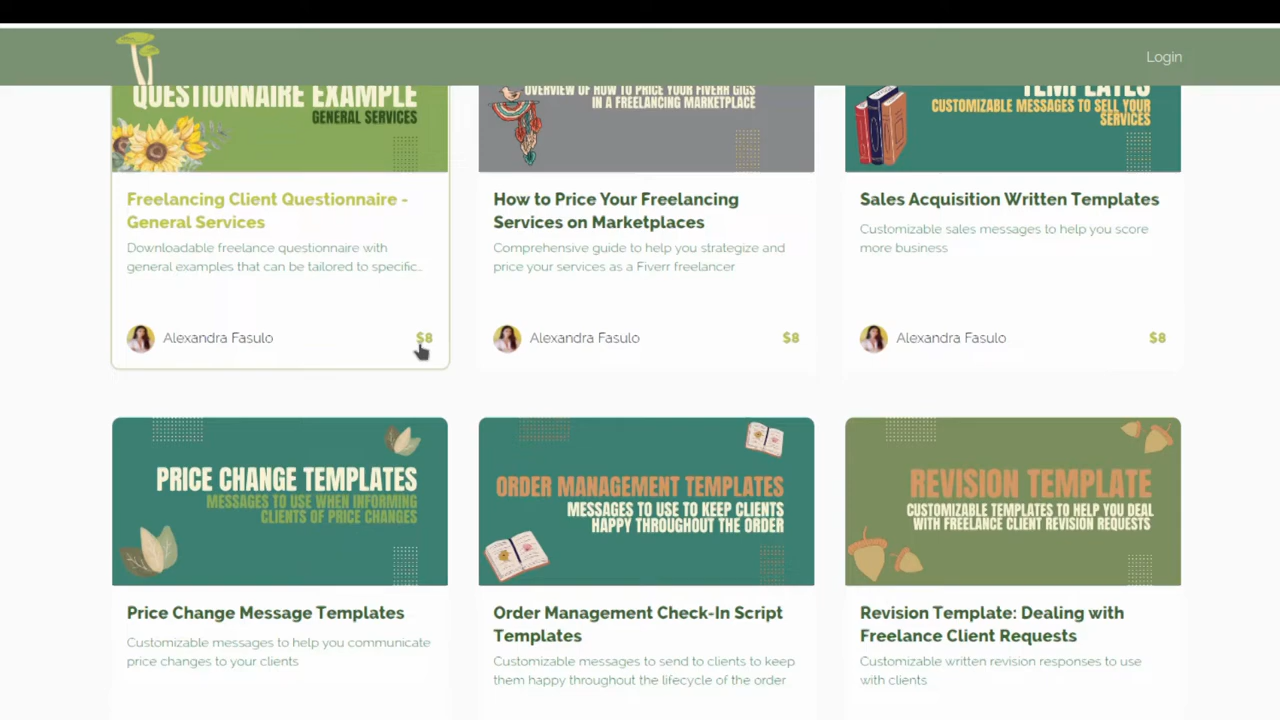 Login
QUESTIONNAIRE EXAMPLE
GENERAL SERVICES
OVERVIEW OF HOW TO PRICE YOUR FIVERR GIGS
IN A FREELANCING MARKETPLACE
TEMPLATES
CUSTOMIZABLE MESSAGES TO SELL YOUR
SERVICES
Freelancing Client Questionnaire -
General Services
Downloadable freelance questionnaire with
general examples that can be tailored to specific...
Alexandra Fasulo
$8
How to Price Your Freelancing
Services on Marketplaces
Comprehensive guide to help you strategize and
price your services as a Fiverr freelancer
Alexandra Fasulo
$8
Sales Acquisition Written Templates
Customizable sales messages to help you score
more business
Alexandra Fasulo
$8
PRICE CHANGE TEMPLATES
MESSAGES TO USE WHEN INFORMING
CLIENTS OF PRICE CHANGES
Price Change Message Templates
Customizable messages to help you communicate
price changes to your clients
ORDER MANAGEMENT TEMPLATES
MESSAGES TO USE TO KEEP CLIENTS
HAPPY THROUGHOUT THE ORDER
Order Management Check-In Script
Templates
Customizable messages to send to clients to keep
them happy throughout the lifecycle of the order
REVISION TEMPLATE
CUSTOMIZABLE TEMPLATES TO HELP YOU DEAL
WITH FREELANCE CLIENT REVISION REQUESTS
Revision Template: Dealing with
Freelance Client Requests
Customizable written revision responses to use
with clients